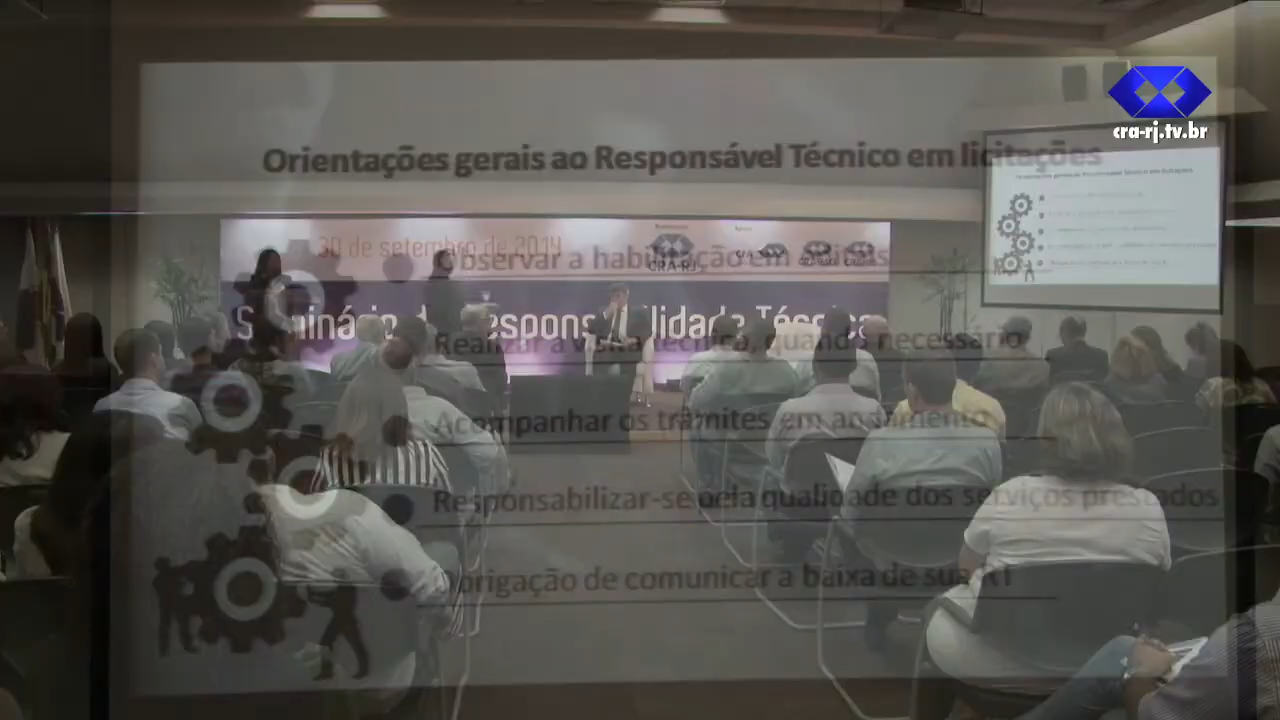 cra-rj.tv.br
Orientações gerais ao Responsável Técnico em licitações
30 de setembro de 2014
CRA-RJ
Observar a habilitação em editais
Seminário de Responsabilidade Técnica
Realizar a visita técnica, quando necessário
Acompanhar os trâmites em andamento
Responsabilizar-se pela qualidade dos serviços prestados
Obrigação de comunicar a baixa de sua RT